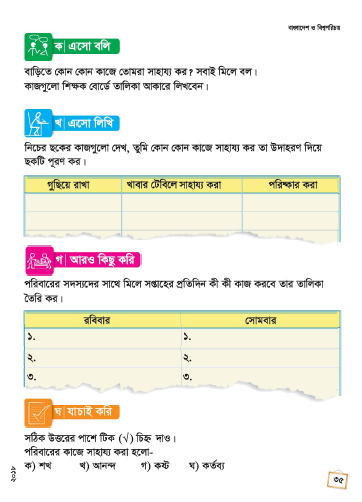 বাংলাদেশ ও বিশ্বপরিচয়
ক| এসো বলি
বাড়িতে কোন কোন কাজে তোমরা সাহায্য কর? সবাই মিলে বল।
কাজগুলো শিক্ষক বোর্ডে তালিকা আকারে লিখবেন।
খ| এসো লিখি
নিচের ছকের কাজগুলো দেখ, তুমি কোন কোন কাজে সাহায্য কর তা উদাহরণ দিয়ে
ছকটি পূরণ কর।
গুছিয়ে রাখা খাবার টেবিলে সাহায্য করা পরিষ্কার করা
গ| আরও কিছু করি
পরিবারের সদস্যদের সাথে মিলে সপ্তাহের প্রতিদিন কী কী কাজ করবে তার তালিকা
তৈরি কর।
রবিবার সোমবার
১. ১.
২. ২.
৩. ৩.
ঘ| যাচাই করি
সঠিক উত্তরের পাশে টিক (√) চিহ্ন দাও।
পরিবারের কাজে সাহায্য করা হলো-
ক) শখ খ) আনন্দ গ) কষ্ট ঘ) কর্তব্য
২০১৮
৩৫